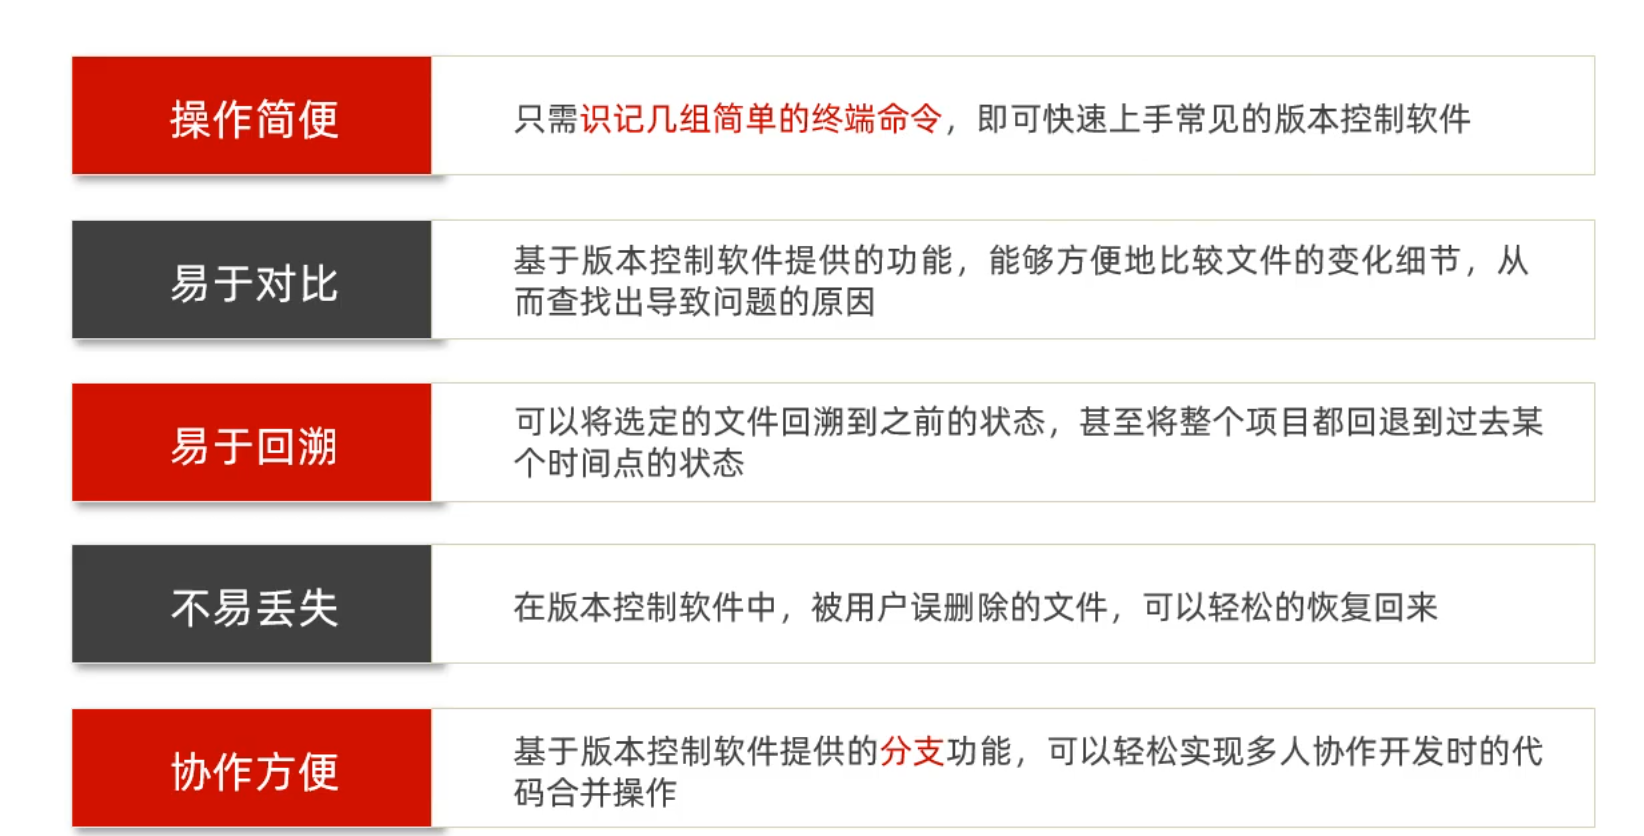 操作简便
只需识记几组简单的终端命令，即可快速上手常见的版本控制软件
易于对比
基于版本控制软件提供的功能，能够方便地比较文件的变化细节，从
而查找出导致问题的原因
易于回溯
可以将选定的文件回溯到之前的状态，甚至将整个项目都回退到过去某
个时间点的状态
不易丢失
在版本控制软件中，被用户误删除的文件，可以轻松的恢复回来
协作方便
基于版本控制软件提供的分支功能，可以轻松实现多人协作开发时的代
码合并操作